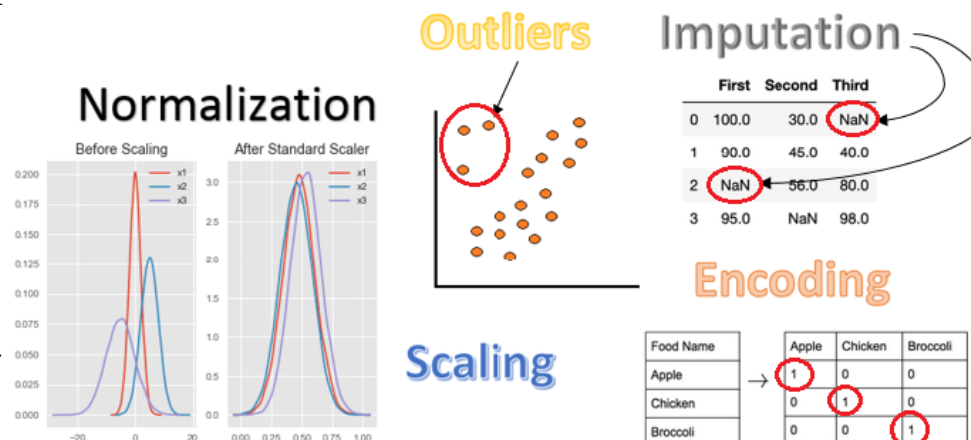 Outliers
Imputation
Normalization
First Second Third
0 100.0 30.0 NaN
1 90.0 45.0 40.0
2 NaN 56.0 80.0
3 95.0 NaN 98.0
Before Scaling
x1
x2
x3
0.200
0.175
0.150
0.125
0.100
0.075
0.050
0.025
0.000
-20 0 20
After Standard Scaler
x1
x2
x3
3.0
2.5
2.0
1.5
1.0
0.5
0.0
0.00 0.25 0.50 0.75 1.00
Scaling
Encoding
Food Name
Apple
Chicken
Broccoli
Apple Chicken Broccoli
1 0 0
0 1 0
0 0 1